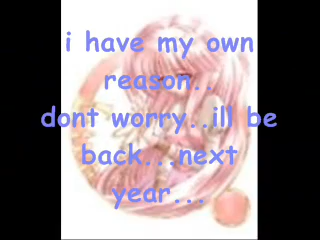 i have my own
reason..
dont worry..ill be
back...next
year...